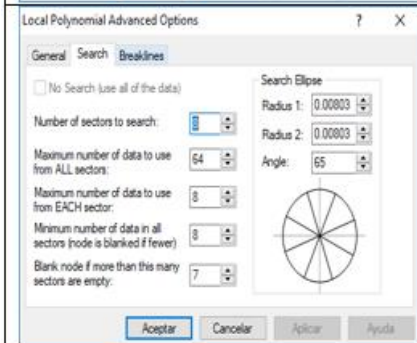 Local Polynomial Advanced Options ? X
General Search Breaklines
No Search (use all of the data)
Number of sectors to search:
Maximum number of data to use
from ALL sectors:
64
Maximum number of data to use
from EACH sector:
8
Minimum number of data in all
sectors (node is blanked if fewer)
8
Blank node if more than this many
sectors are empty:
7
Search Ellipse
Radius 1: 0.00803
Radius 2: 0.00803
Angle: 65
Aceptar Cancelar Aplicar Ayuda